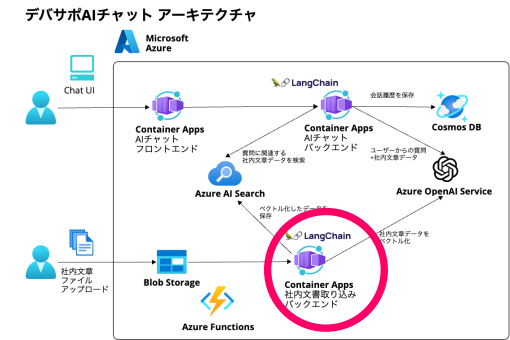 デバサポAIチャット アーキテクチャ
Microsoft
Azure
Chat UI
LangChain
会話履歴を保存
Container Apps
AIチャット
フロントエンド
Container Apps
AIチャット
バックエンド
Cosmos DB
質問に関連する
社内文章データを検索
ユーザーからの質問
+社内文章データ
Azure AI Search
Azure OpenAI Service
ベクトル化したデータを
保存
LangChain
社内文章データを
ベクトル化
社内文章
ファイル
アップロード
Blob Storage
Container Apps
社内文書取り込み
バックエンド
Azure Functions